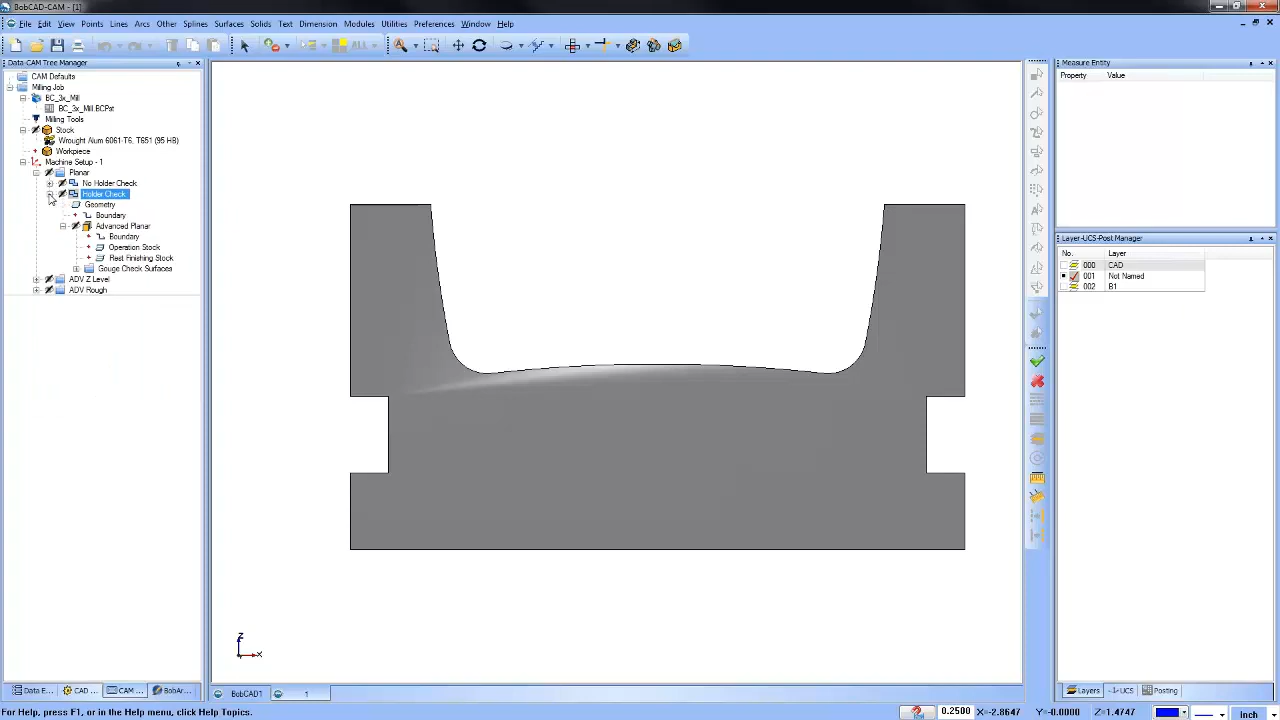 BobCAD-CAM - [1]
File Edit View Points Lines Arcs Other Splines Surfaces Solids Text Dimension Modules Utilities Preferences Window Help
ALL
Data-CAM Tree Manager
CAM Defaults
Milling Job
BC_3x_Mill
BC_3x_Mill.BCPst
Milling Tools
Stock
Wrought Alum 6061-T6, T651 (95 HB)
Workpiece
Machine Setup - 1
Planar
No Holder Check
Holder Check
Geometry
Boundary
Advanced Planar
Boundary
Operation Stock
Rest Finishing Stock
Gouge Check Surfaces
ADV Z Level
ADV Rough
Z
X
Measure Entity
Property Value
Layer-UCS-Post Manager
No. Layer
000 CAD
001 Not Named
002 B1
Data E... CAD ... CAM ... BobAr...
BobCAD1 1
Layers UCS Posting
For Help, press F1, or in the Help menu, click Help Topics.
0.2500 X=-2.8647 Y=-0.0000 Z=1.4747 Inch